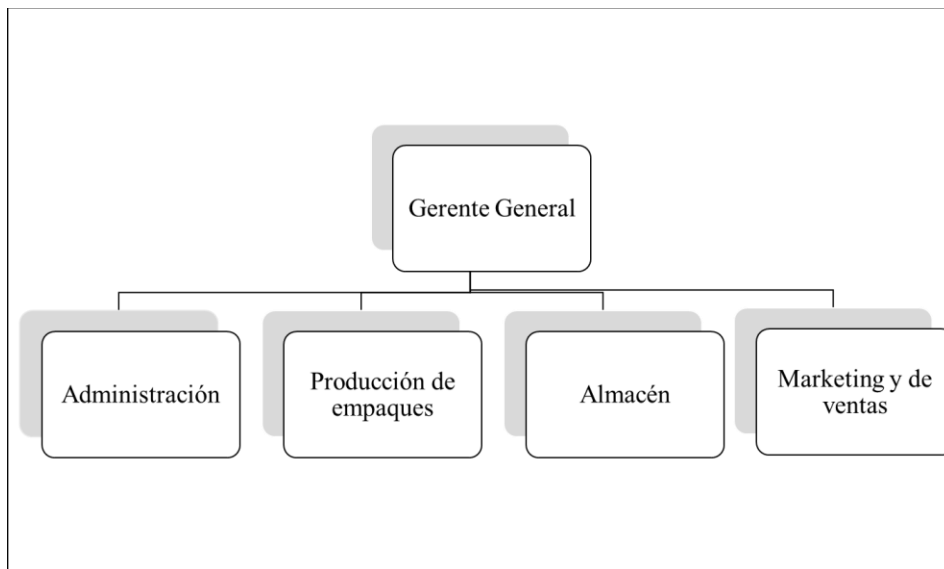 Gerente General
Administración
Producción de
empaques
Almacén
Marketing y de
ventas